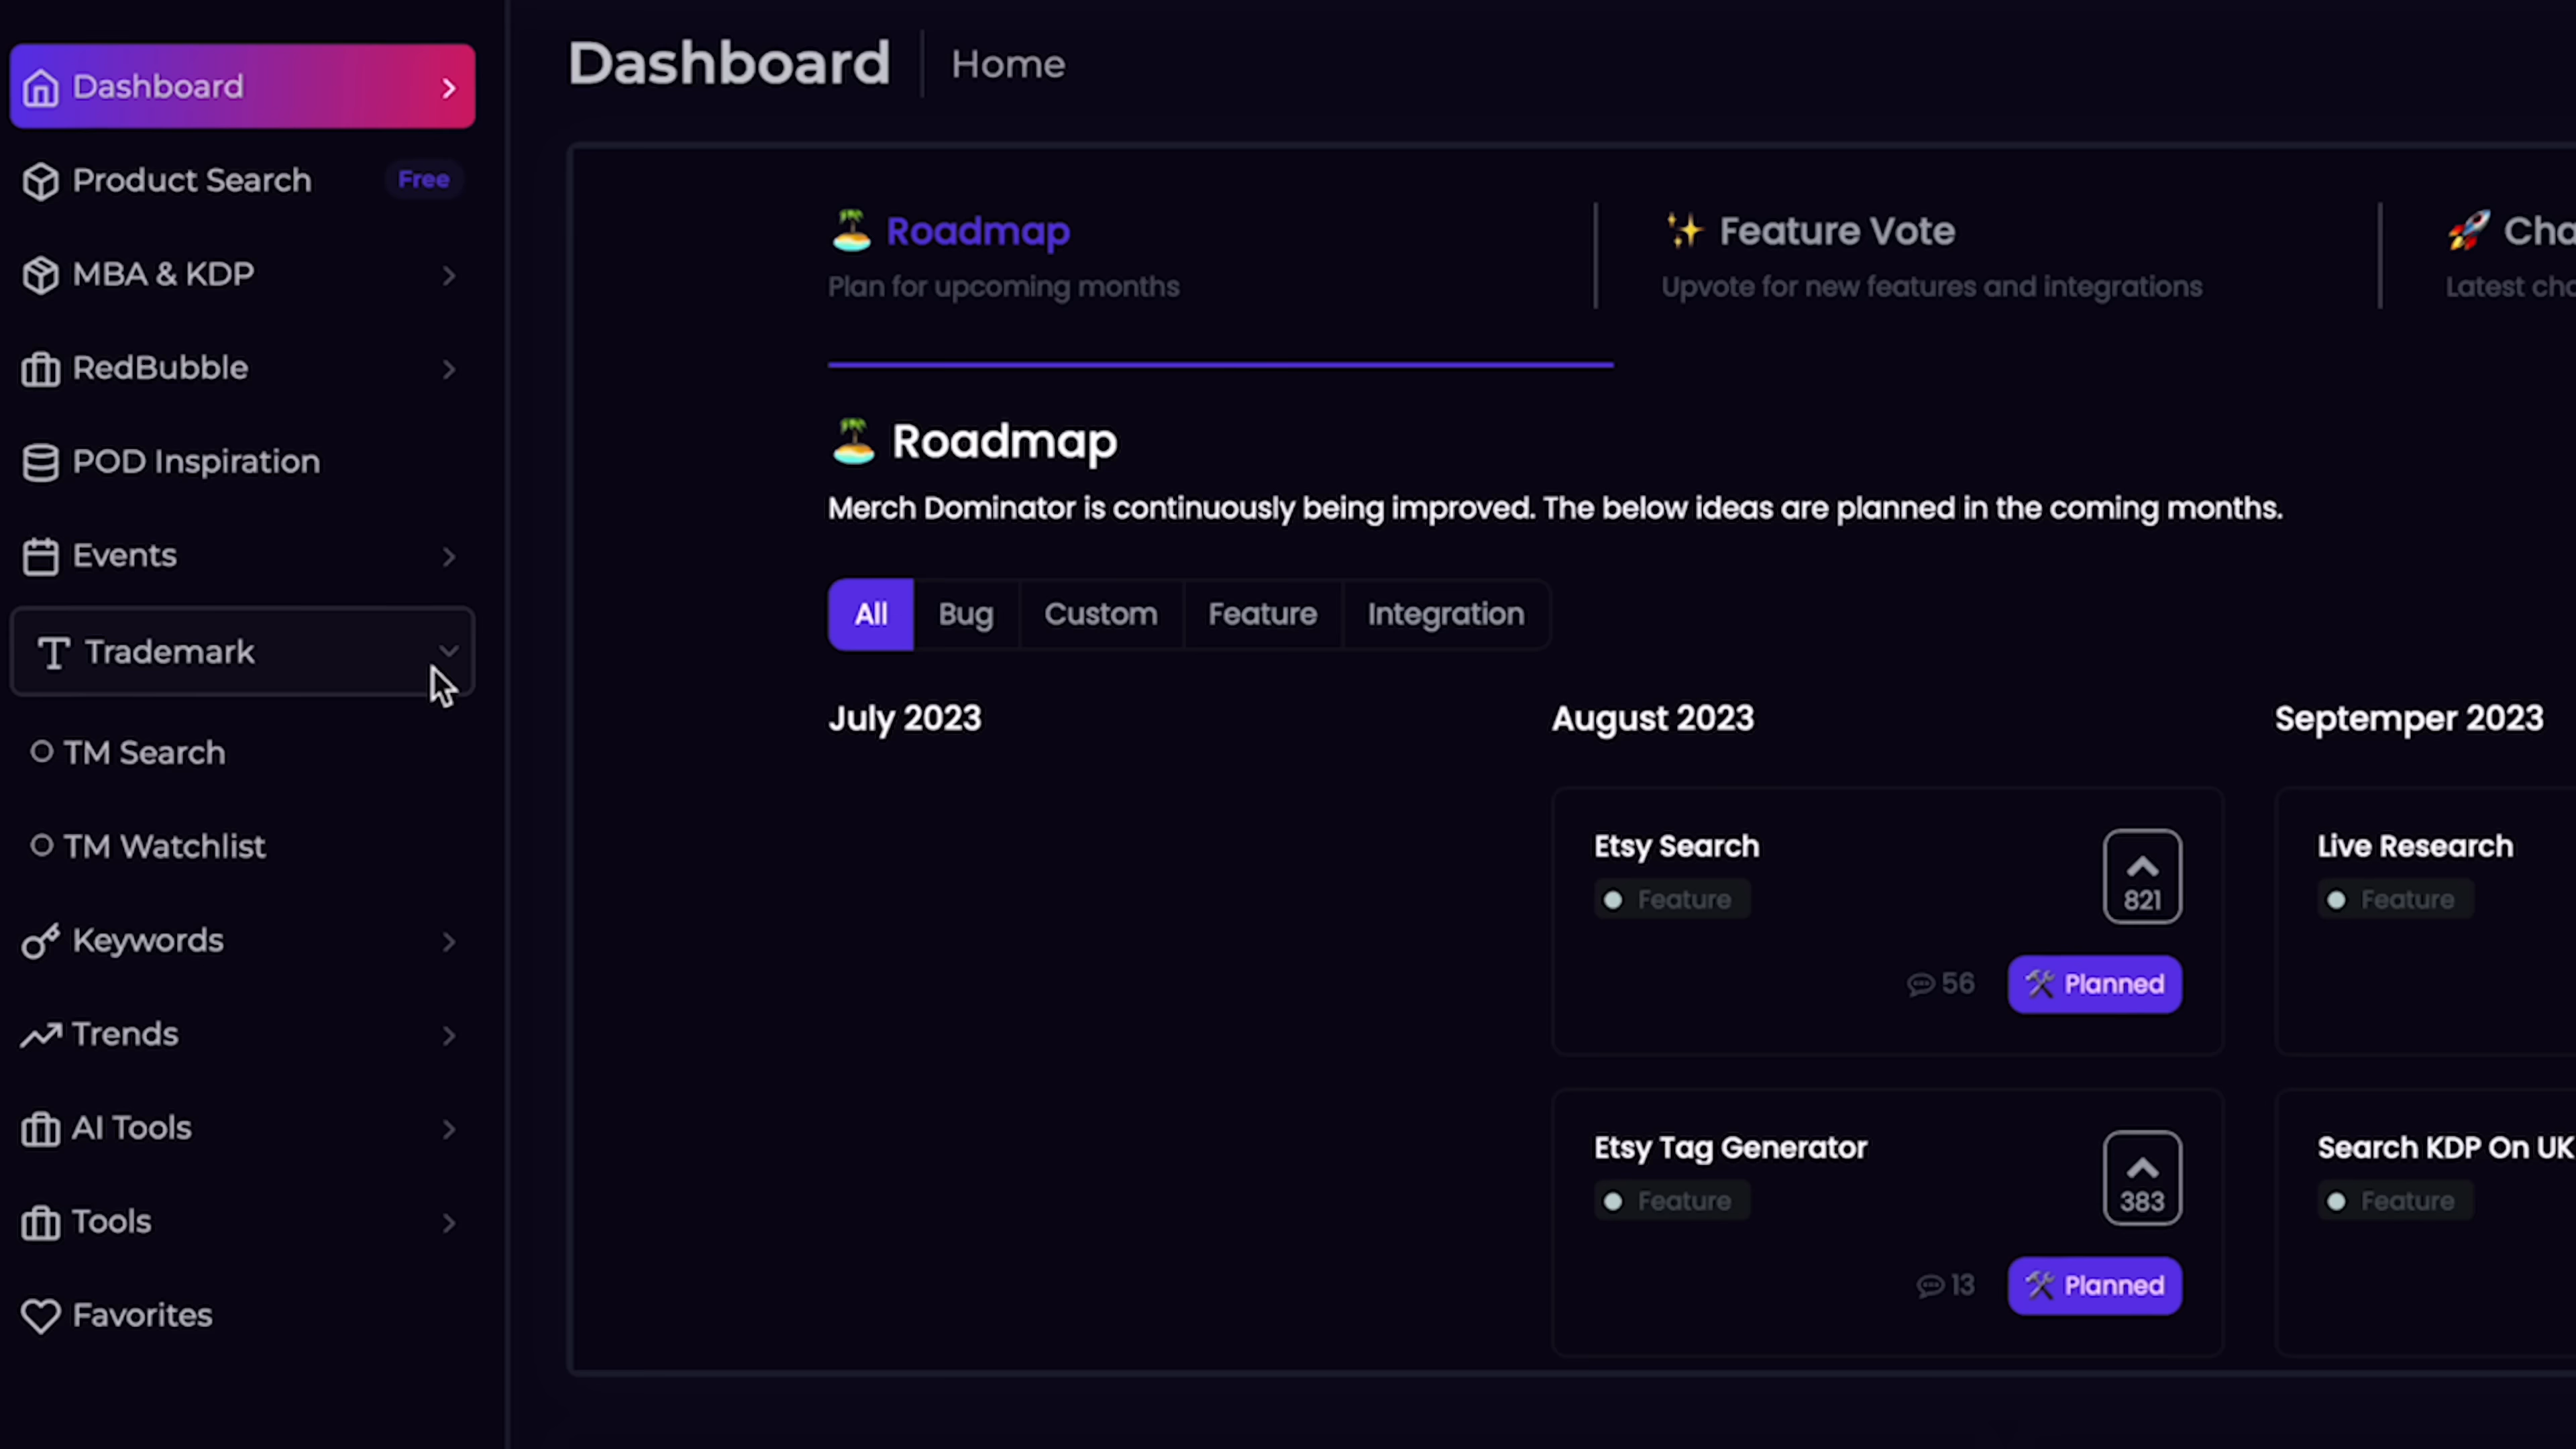 Dashboard
Product Search Free
MBA & KDP
RedBubble
POD Inspiration
Events
Trademark
TM Search
TM Watchlist
Keywords
Trends
AI Tools
Tools
Favorites
Dashboard Home
Roadmap
Plan for upcoming months
Feature Vote
Upvote for new features and integrations
Cha
Latest
Roadmap
Merch Dominator is continuously being improved. The below ideas are planned in the coming months.
All Bug Custom Feature Integration
July 2023
August 2023
Etsy Search
Feature
821
56 Planned
Etsy Tag Generator
Feature
383
13 Planned
Septemper 2023
Live Research
Feature
Search KDP On UK
Feature